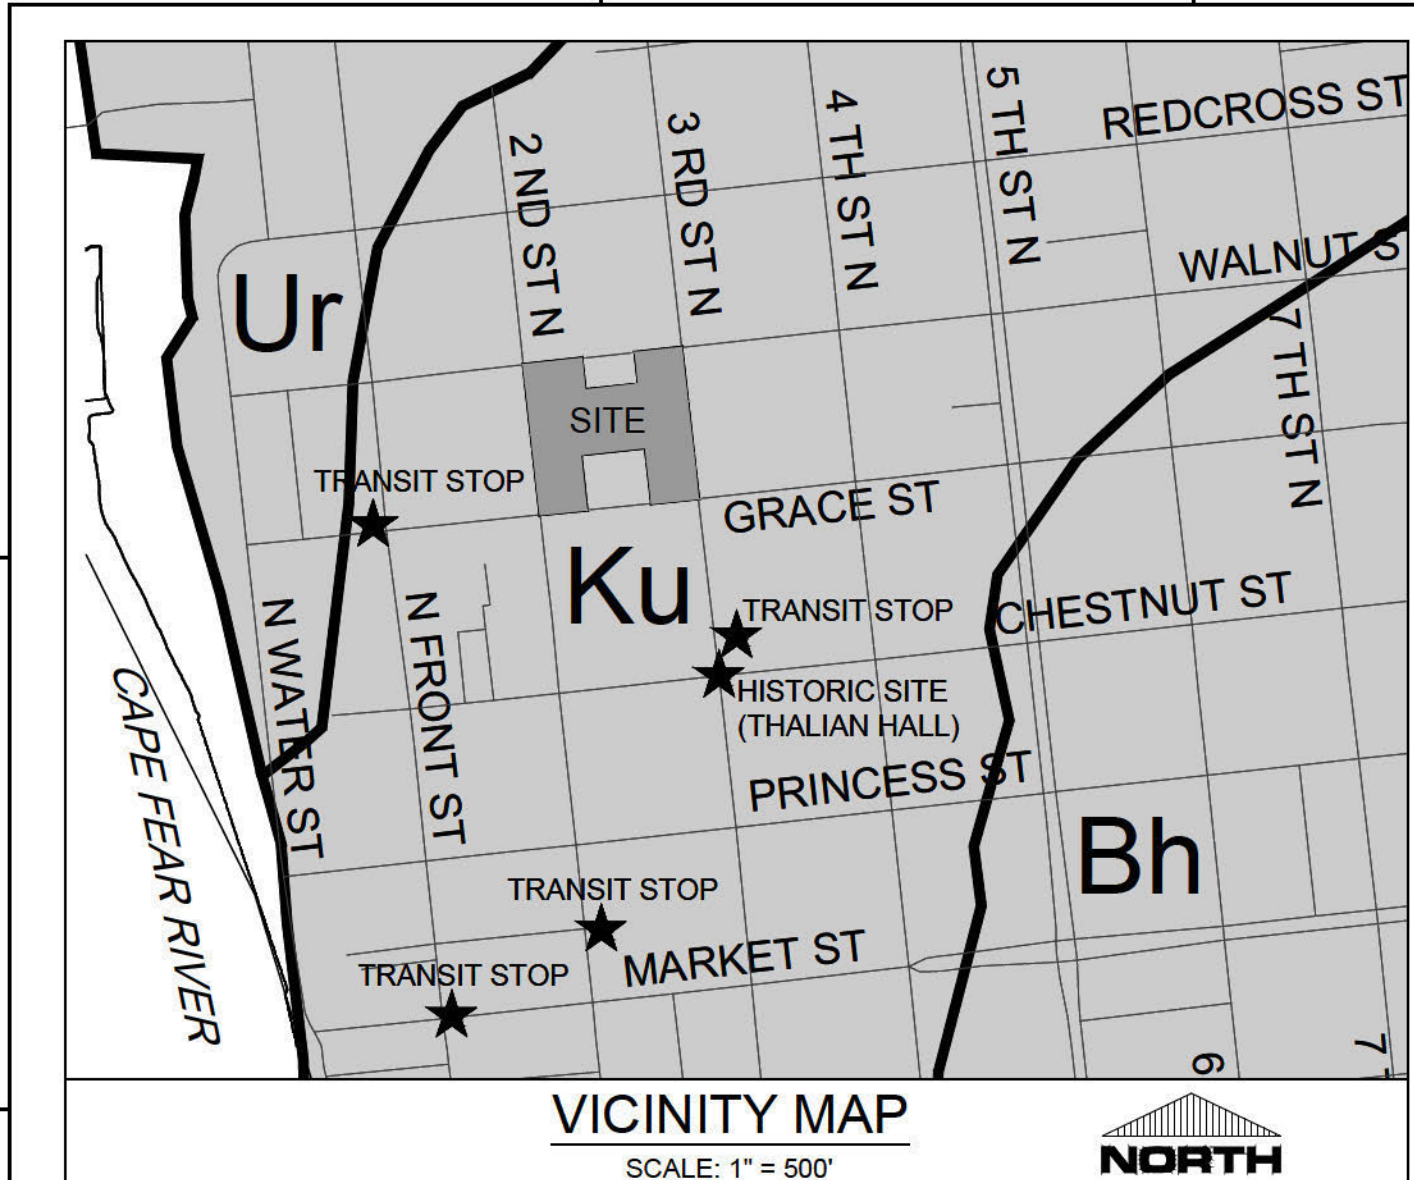 REDCROSS ST
5 TH ST N
4 TH ST N
3 RD ST N
2 ND ST N
WALNUT S
Ur
7 TH ST N
SITE
TRANSIT STOP
GRACE ST
Ku
CHESTNUT ST
TRANSIT STOP
N WATER ST
N FRONT ST
HISTORIC SITE
(THALIAN HALL)
CAPE FEAR RIVER
PRINCESS ST
Bh
TRANSIT STOP
MARKET ST
TRANSIT STOP
6
7
VICINITY MAP
SCALE: 1" = 500'
NORTH